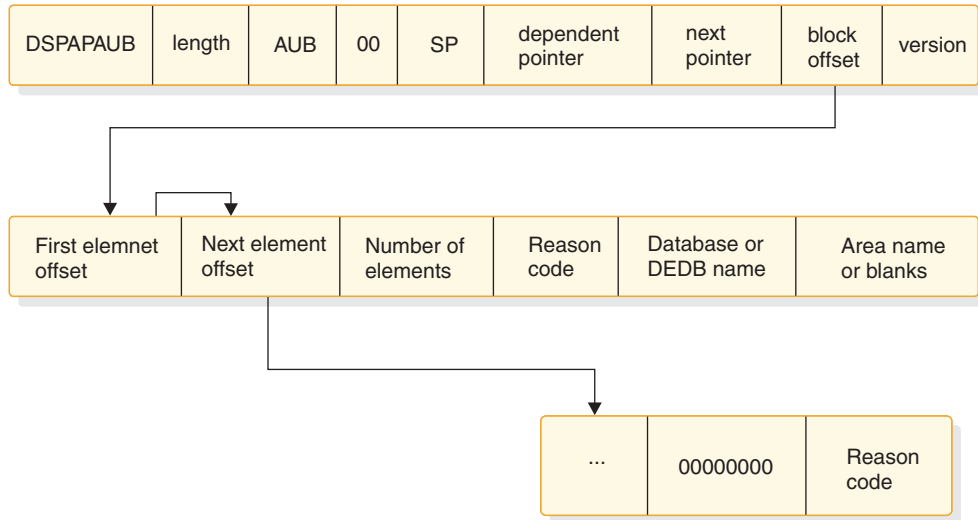 DSPAPAUB
length
AUB
00
SP
dependent
pointer
next
pointer
block
offset
version
First elemnet
offset
Next element
offset
Number of
elements
Reason
code
Database or
DEDB name
Area name
or blanks
...
00000000
Reason
code